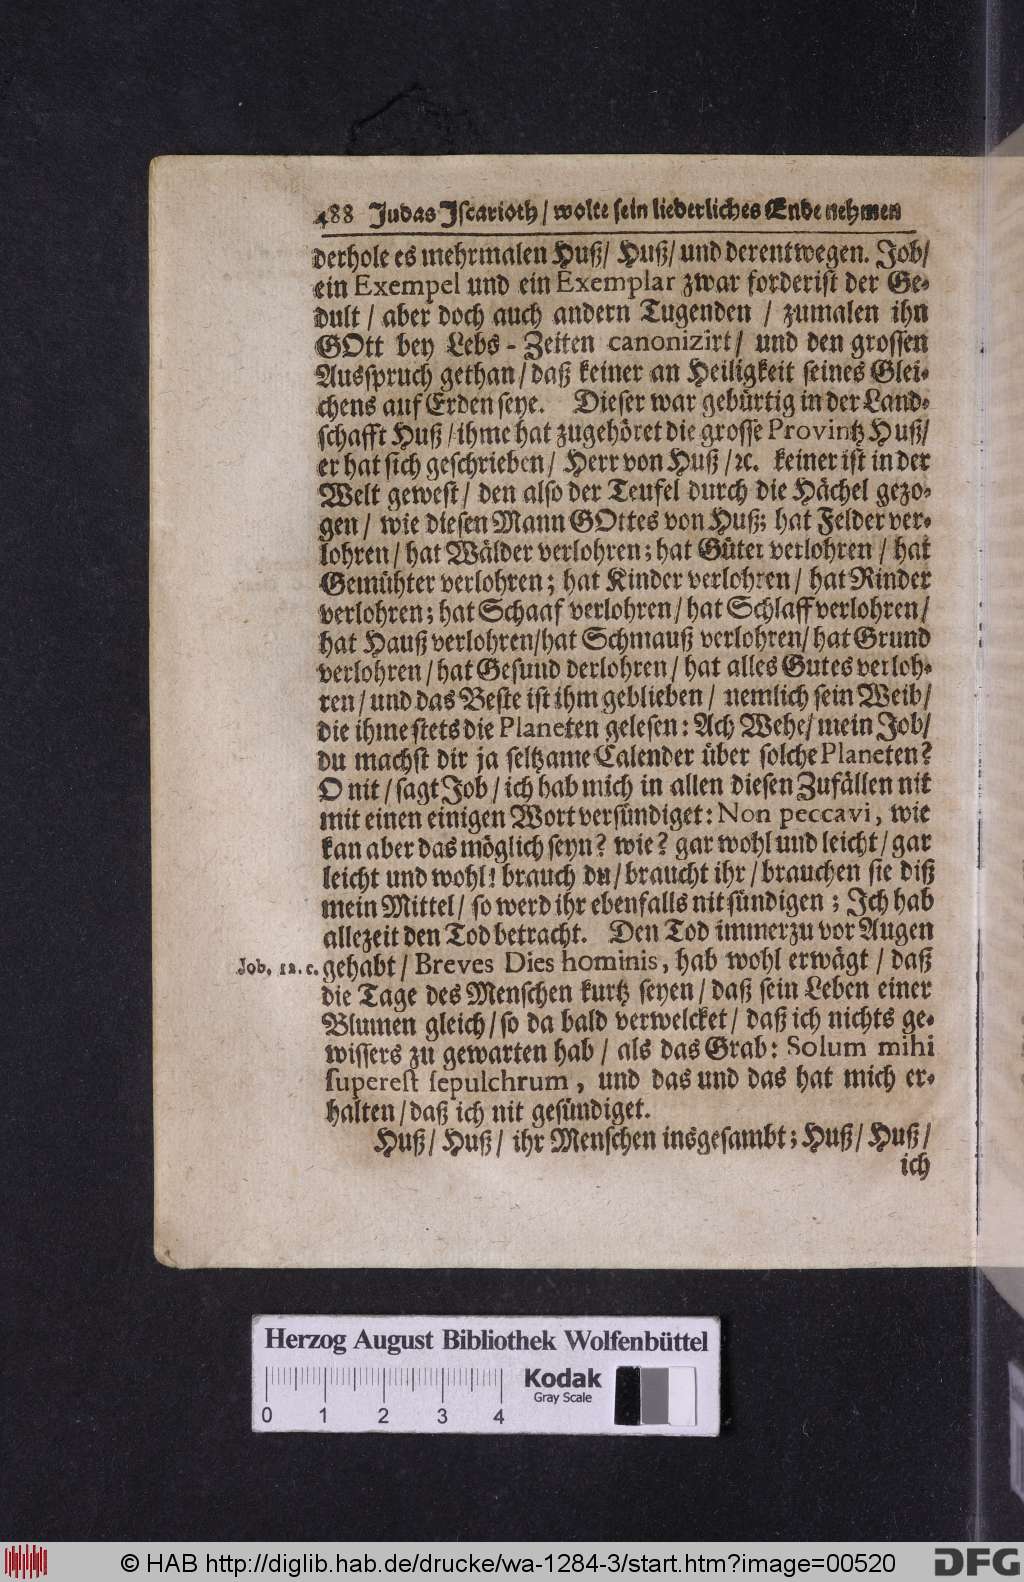 488 Judas Iscarioth / wolte sein liederliches Ende nehmen
derhole es mehrmalen Huß / Huß / und derentwegen. Job /
ein Exempel und ein Exemplar zwar forderist der Ge-
dult / aber doch auch andern Tugenden / zumalen ihn
GOtt bey Lebs-Zeiten canonizirt / und den grossen
Ausspruch gethan / daß keiner an Heiligkeit seines Glei-
chens auf Erden seye. Dieser war gebürtig in der Land-
schafft Huß / ihme hat zugehöret die grosse Provintz Huß /
er hat sich geschrieben / Herr von Huß / ꝛc. keiner ist in der
Welt gewest / den also der Teufel durch die Hächel gezo-
gen / wie diesen Mann GOttes von Huß; hat Felder ver-
lohren / hat Wälder verlohren; hat Güter verlohren / hat
Gemühter verlohren; hat Kinder verlohren / hat Rinder
verlohren; hat Schaaf verlohren / hat Schlaff verlohren /
hat Hauß verlohren / hat Schmauß verlohren / hat Grund
verlohren / hat Gesund derlohren / hat alles Gutes verloh-
ren / und das Beste ist ihm geblieben / nemlich sein Weib /
die ihme stets die Planeten gelesen: Ach Wehe / mein Job /
du machst dir ja seltzame Calender über solche Planeten?
O nit / sagt Job / ich hab mich in allen diesen Zufällen nit
mit einen einigen Wort versündiget: Non peccavi, wie
kan aber das möglich seyn? wie? gar wohl und leicht / gar
leicht und wohl! brauch du / braucht ihr / brauchen sie diß
mein Mittel / so werd ihr ebenfalls nit sündigen; Ich hab
allezeit den Tod betracht. Den Tod immerzu vor Augen
Job. 12. c. gehabt / Breves Dies hominis, hab wohl erwägt / daß
die Tage des Menschen kurtz seyen / daß sein Leben einer
Blumen gleich / so da bald verwelcket / daß ich nichts ge-
wissers zu gewarten hab / als das Grab: Solum mihi
superest sepulchrum, und das und das hat mich er-
halten / daß ich nit gesündiget.
Huß / Huß / ihr Menschen insgesambt; Huß / Huß /
ich
Herzog August Bibliothek Wolfenbüttel
Kodak
Gray Scale
0 1 2 3 4
© HAB http://diglib.hab.de/drucke/wa-1284-3/start.htm?image=00520
DFG